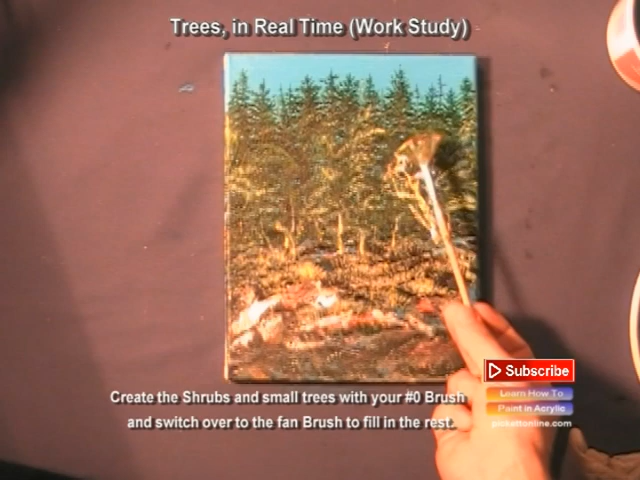 Trees, in Real Time (Work Study)
Create the Shrubs and small trees with your #0 Brush
and switch over to the fan Brush to fill in the rest.
Subscribe
Learn How To
Paint in Acrylic
pickettonline.com